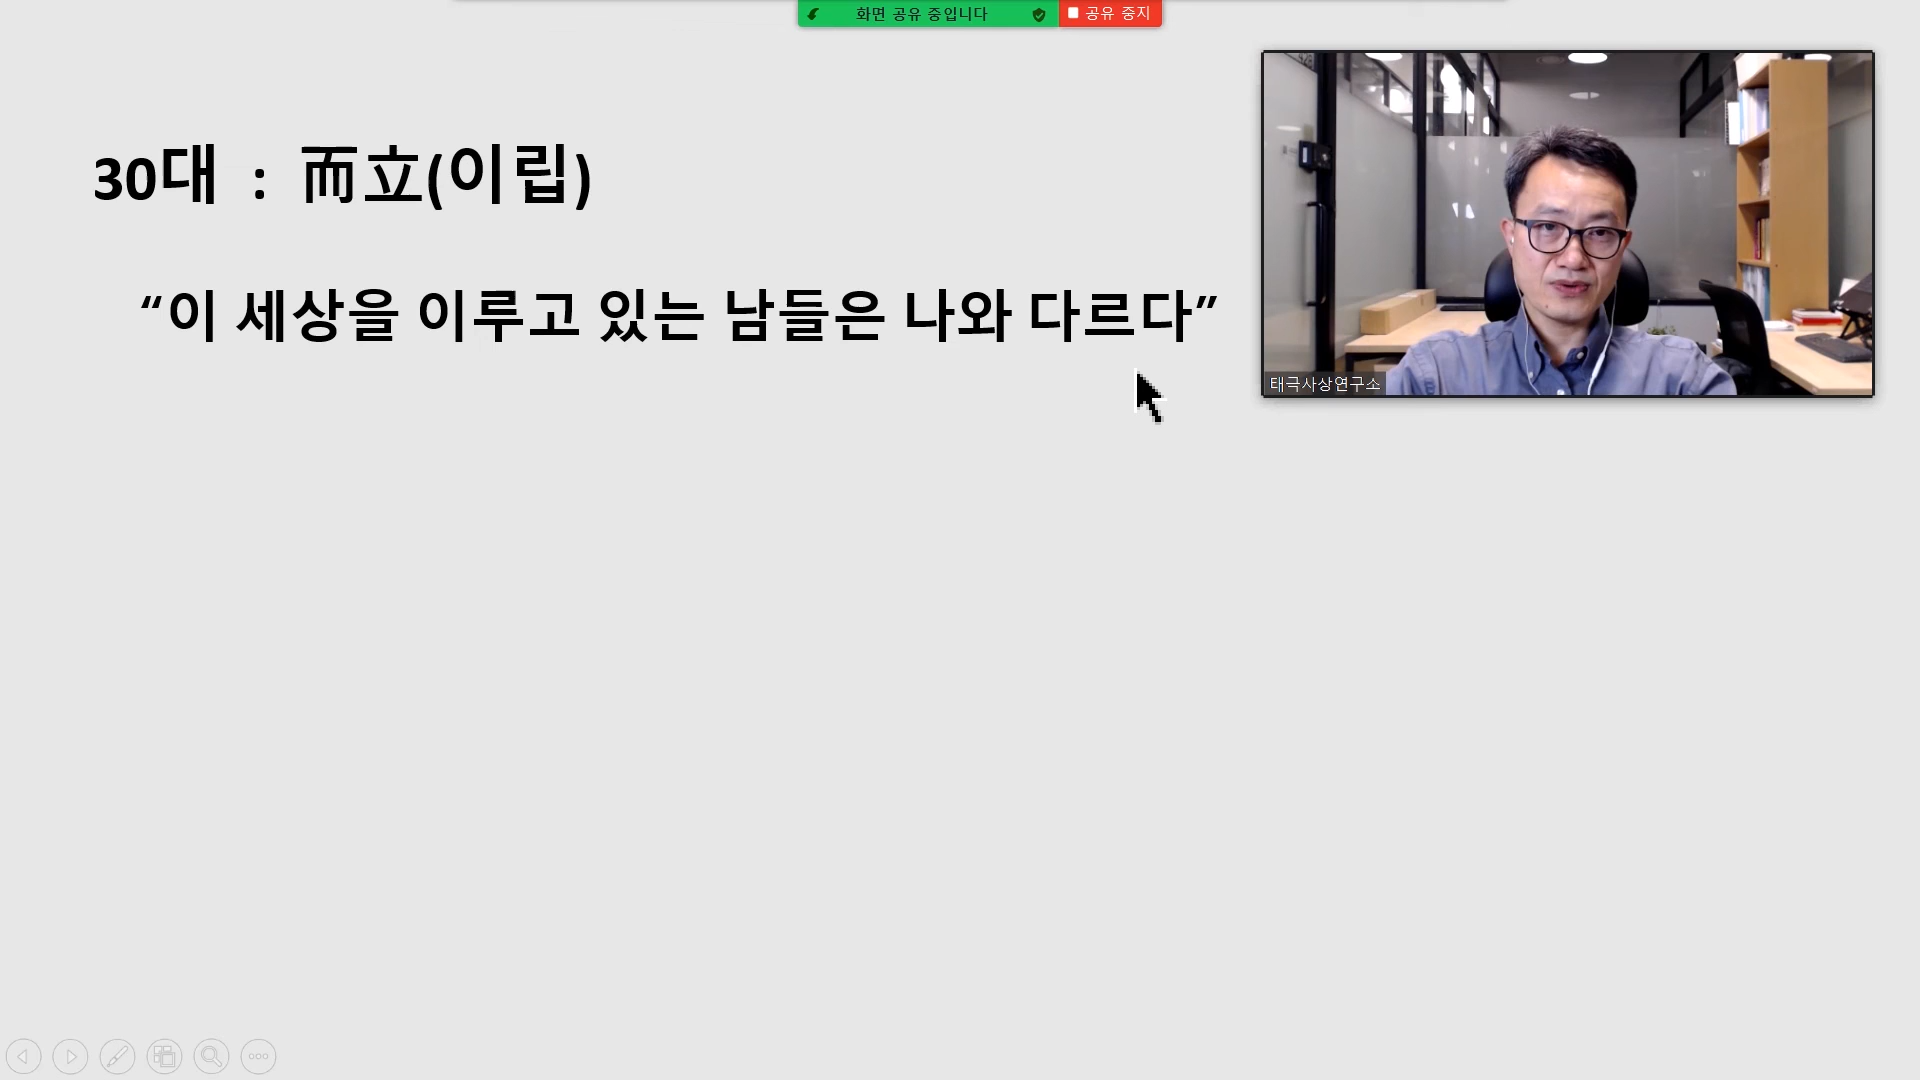 화면 공유 중입니다
공유 중지
30대 : 而立(이립)
“이 세상을 이루고 있는 남들은 나와 다르다”
태극사상연구소